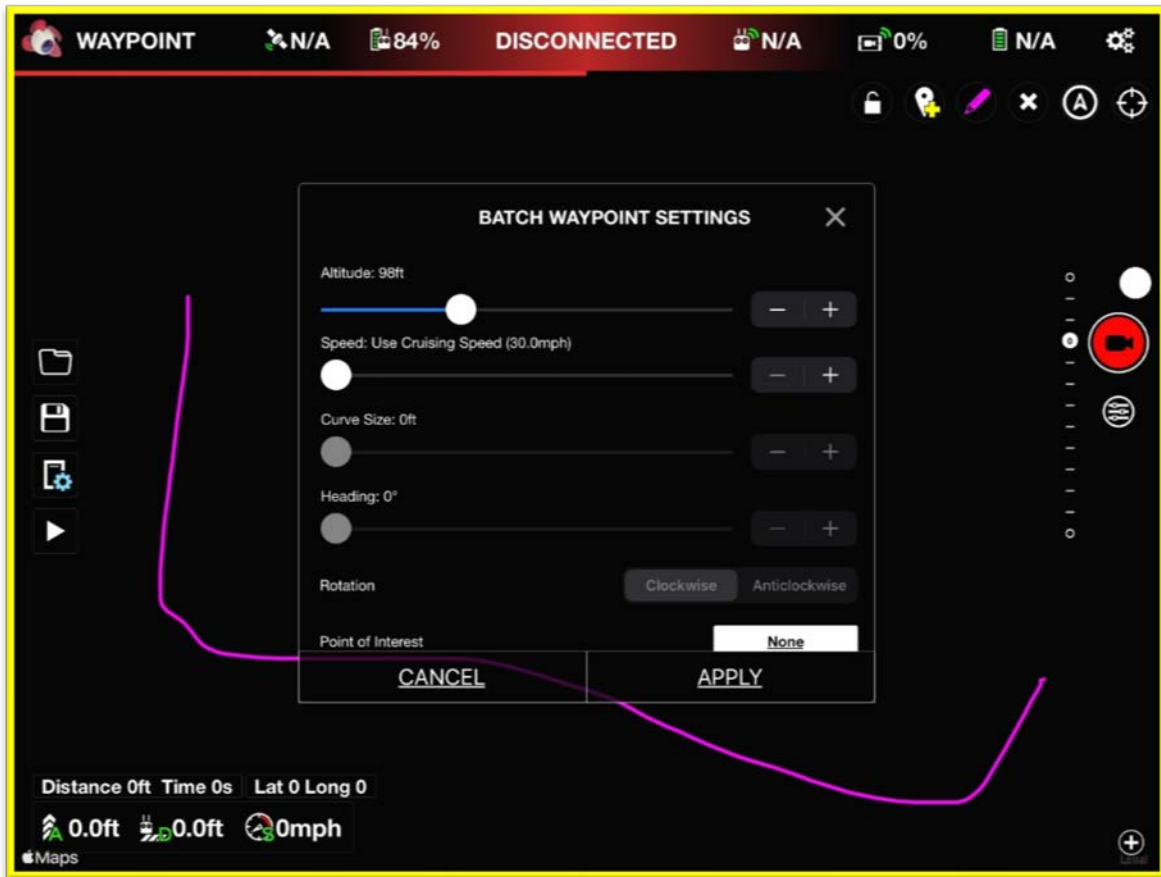 WAYPOINT N/A 84% DISCONNECTED N/A 0% N/A
A
BATCH WAYPOINT SETTINGS
Altitude: 98ft
− +
Speed: Use Cruising Speed (30.0mph)
− +
Curve Size: 0ft
− +
Heading: 0°
− +
Rotation Clockwise Anticlockwise
Point of Interest None
CANCEL APPLY
Distance 0ft Time 0s Lat 0 Long 0
A 0.0ft D 0.0ft S 0mph
Maps Legal